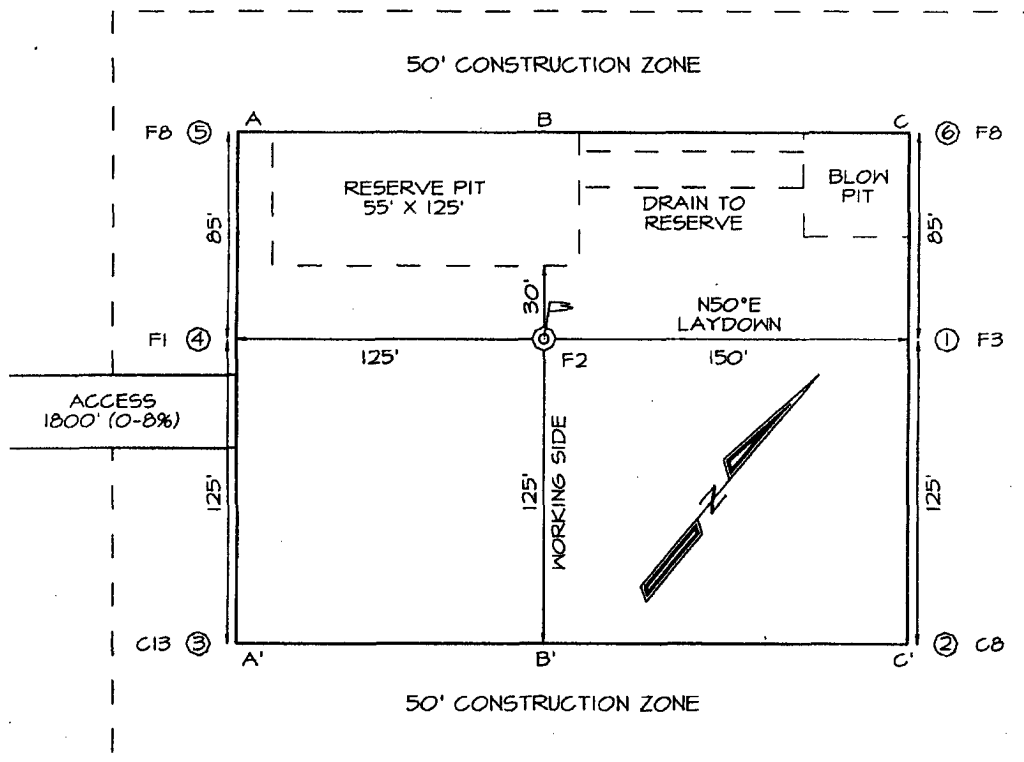 50' CONSTRUCTION ZONE
A B C
F8 ⑤ ⑥ F8
RESERVE PIT
55' X 125'
BLOW
PIT
DRAIN TO
RESERVE
85' 85'
30'
N50°E
LAYDOWN
F1 ④ ① F3
125' F2 150'
ACCESS
1800' (0-8%)
125' 125' WORKING SIDE 125'
N
C13 ③ ② C8
A' B' C'
50' CONSTRUCTION ZONE